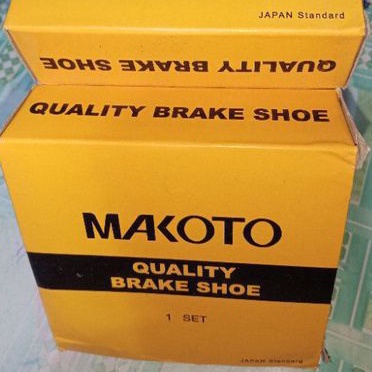 JAPAN Standard
QUALITY BRAKE SHOE
QUALITY BRAKE SHOE
MAKOTO
QUALITY
BRAKE SHOE
1 SET
JAPAN Standard